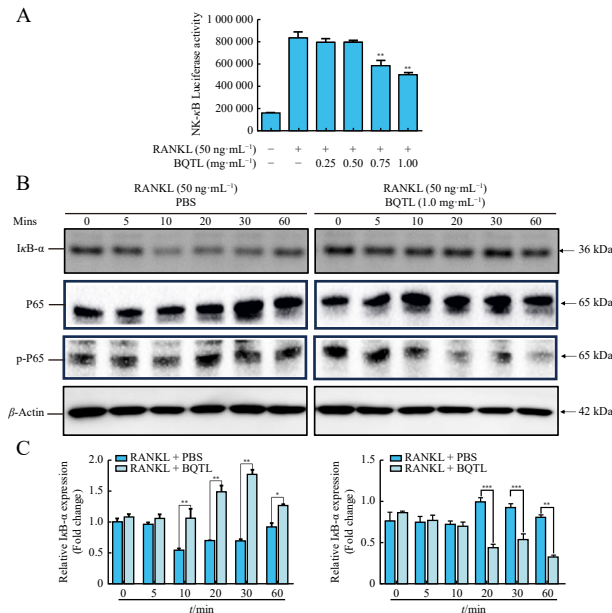 A
NK-κB Luciferase activity
1 000 000
800 000
600 000
400 000
200 000
0
**
**
RANKL (50 ng·mL−1) − + + + + +
BQTL (mg·mL−1) − − 0.25 0.50 0.75 1.00
B
RANKL (50 ng·mL−1)
PBS
RANKL (50 ng·mL−1)
BQTL (1.0 mg·mL−1)
Mins 0 5 10 20 30 60 0 5 10 20 30 60
IκB-α 36 kDa
P65 65 kDa
p-P65 65 kDa
β-Actin 42 kDa
C
Relative IκB-α expression
(Fold change)
2.0
1.5
1.0
0.5
0
RANKL + PBS
RANKL + BQTL
**
**
**
*
0 5 10 20 30 60
t/min
Relative IκB-α expression
(Fold change)
1.5
1.0
0.5
0
RANKL + PBS
RANKL + BQTL
***
***
**
0 5 10 20 30 60
t/min